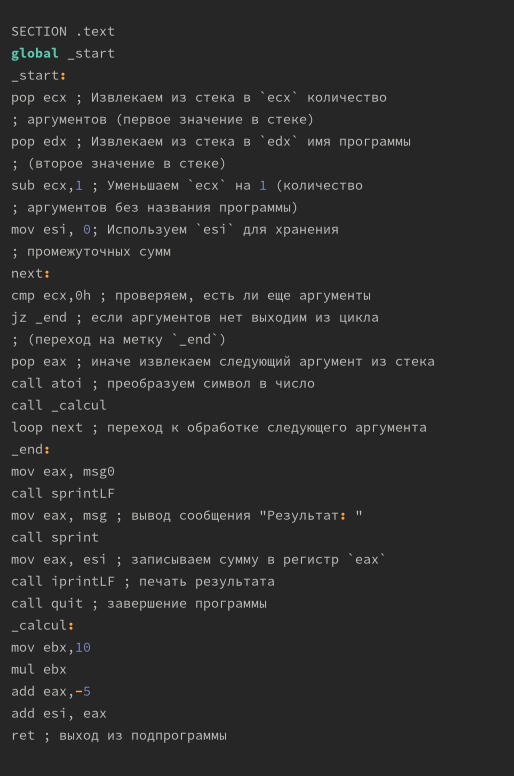 SECTION .text
global _start
_start:
pop ecx ; Извлекаем из стека в `ecx` количество
; аргументов (первое значение в стеке)
pop edx ; Извлекаем из стека в `edx` имя программы
; (второе значение в стеке)
sub ecx,1 ; Уменьшаем `ecx` на 1 (количество
; аргументов без названия программы)
mov esi, 0; Используем `esi` для хранения
; промежуточных сумм
next:
cmp ecx,0h ; проверяем, есть ли еще аргументы
jz _end ; если аргументов нет выходим из цикла
; (переход на метку `_end`)
pop eax ; иначе извлекаем следующий аргумент из стека
call atoi ; преобразуем символ в число
call _calcul
loop next ; переход к обработке следующего аргумента
_end:
mov eax, msg0
call sprintLF
mov eax, msg ; вывод сообщения "Результат: "
call sprint
mov eax, esi ; записываем сумму в регистр `eax`
call iprintLF ; печать результата
call quit ; завершение программы
_calcul:
mov ebx,10
mul ebx
add eax,-5
add esi, eax
ret ; выход из подпрограммы